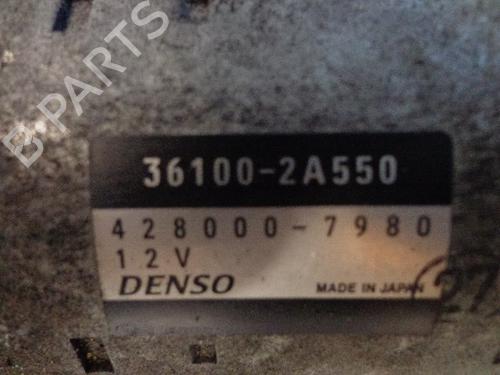 B PARTS
36100-2A550
428000-7980
12V
DENSO MADE IN JAPAN